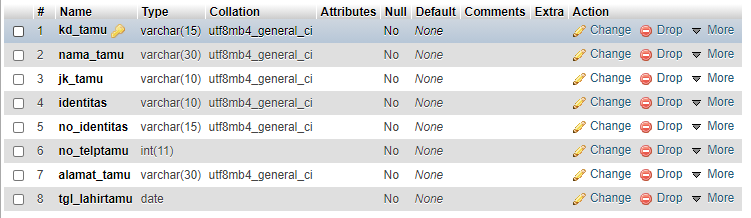 # Name Type Collation Attributes Null Default Comments Extra Action
1 kd_tamu varchar(15) utf8mb4_general_ci No None Change Drop More
2 nama_tamu varchar(30) utf8mb4_general_ci No None Change Drop More
3 jk_tamu varchar(10) utf8mb4_general_ci No None Change Drop More
4 identitas varchar(10) utf8mb4_general_ci No None Change Drop More
5 no_identitas varchar(15) utf8mb4_general_ci No None Change Drop More
6 no_telptamu int(11) No None Change Drop More
7 alamat_tamu varchar(30) utf8mb4_general_ci No None Change Drop More
8 tgl_lahirtamu date No None Change Drop More